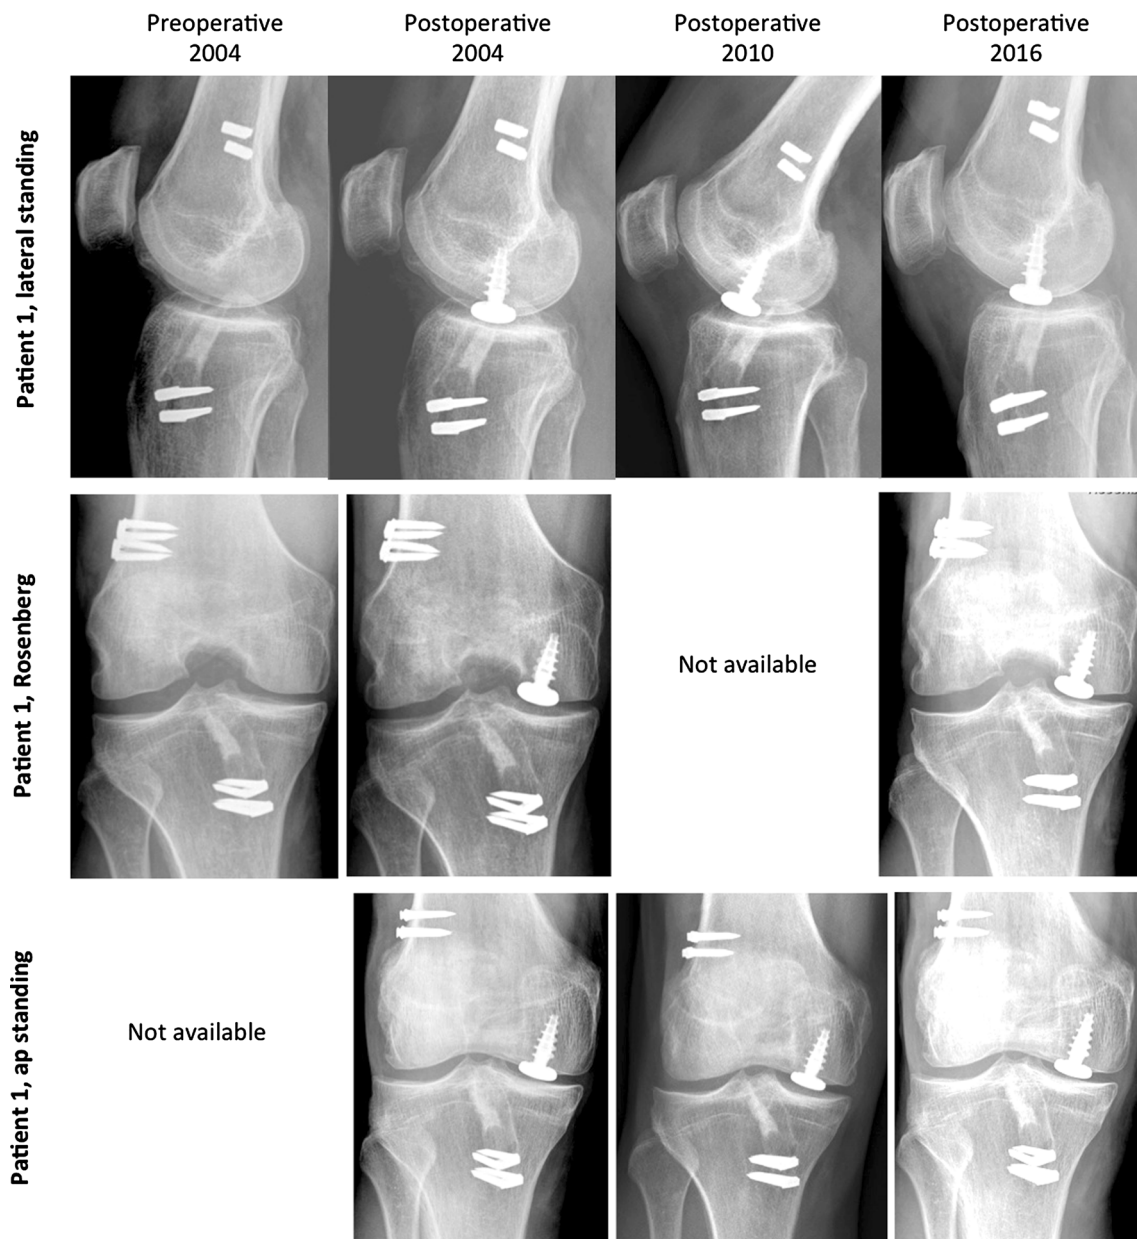 Preoperative
2004
Postoperative
2004
Postoperative
2010
Postoperative
2016
Patient 1, lateral standing
Patient 1, Rosenberg
Not available
Patient 1, ap standing
Not available